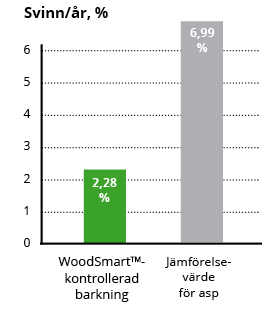 Svinn/år, %
6,99
%
6
5
4
3
2,28
%
2
1
0
WoodSmart™-
kontrollerad
barkning
Jämförelse-
värde
för asp